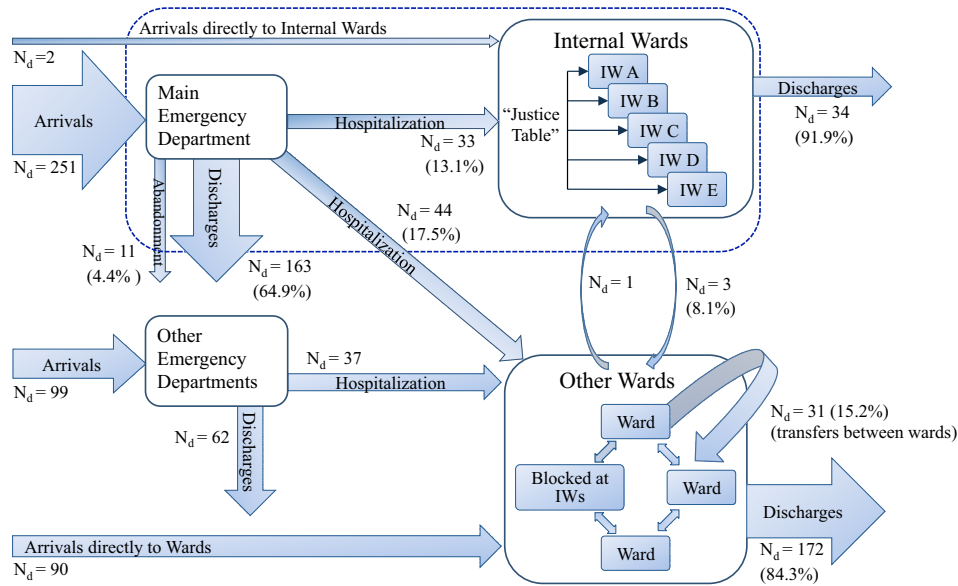 Arrivals directly to Internal Wards
N_d = 2
Arrivals
N_d = 251
Main
Emergency
Department
Abandonment
Discharges
N_d = 11
(4.4% )
N_d = 163
(64.9%)
Hospitalization
N_d = 33
(13.1%)
Hospitalization
N_d = 44
(17.5%)
Internal Wards
“Justice
Table”
IW A
IW B
IW C
IW D
IW E
Discharges
N_d = 34
(91.9%)
N_d = 1
N_d = 3
(8.1%)
Arrivals
N_d = 99
Other
Emergency
Departments
N_d = 37
Hospitalization
N_d = 62
Discharges
Arrivals directly to Wards
N_d = 90
Other Wards
Ward
Blocked at
IWs
Ward
Ward
N_d = 31 (15.2%)
(transfers between wards)
Discharges
N_d = 172
(84.3%)